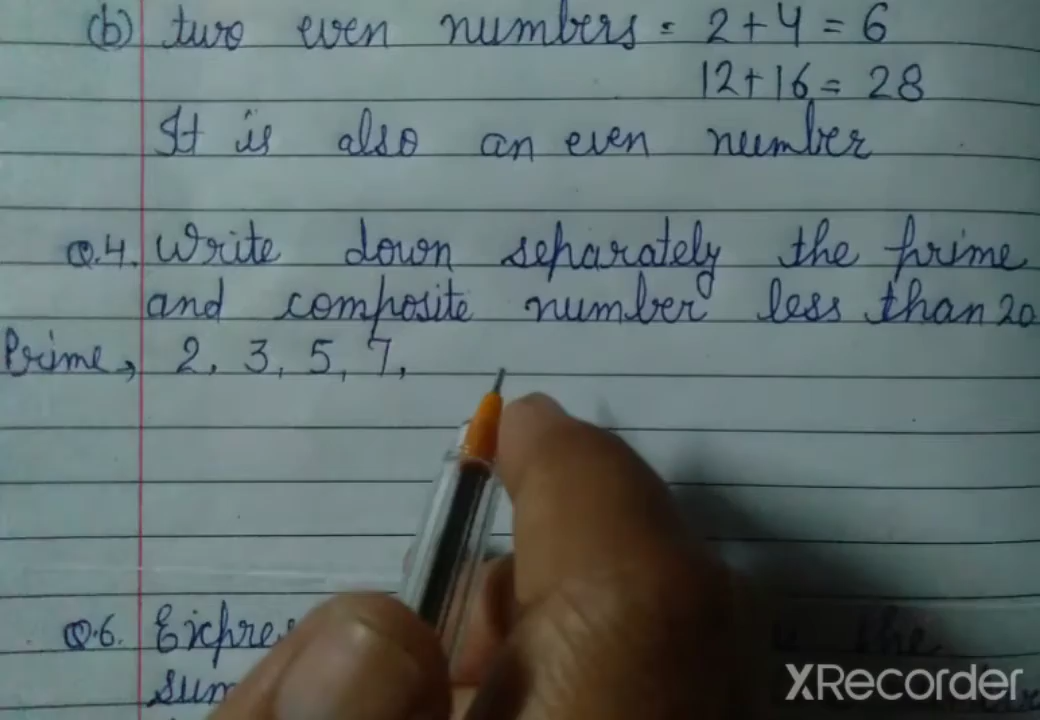 (b) two even numbers = 2+4 = 6
12+16 = 28
It is also an even number
Q.4. Write down separately the prime
and composite number less than 20
Prime → 2, 3, 5, 7,
Q.6. the
sum
XRecorder